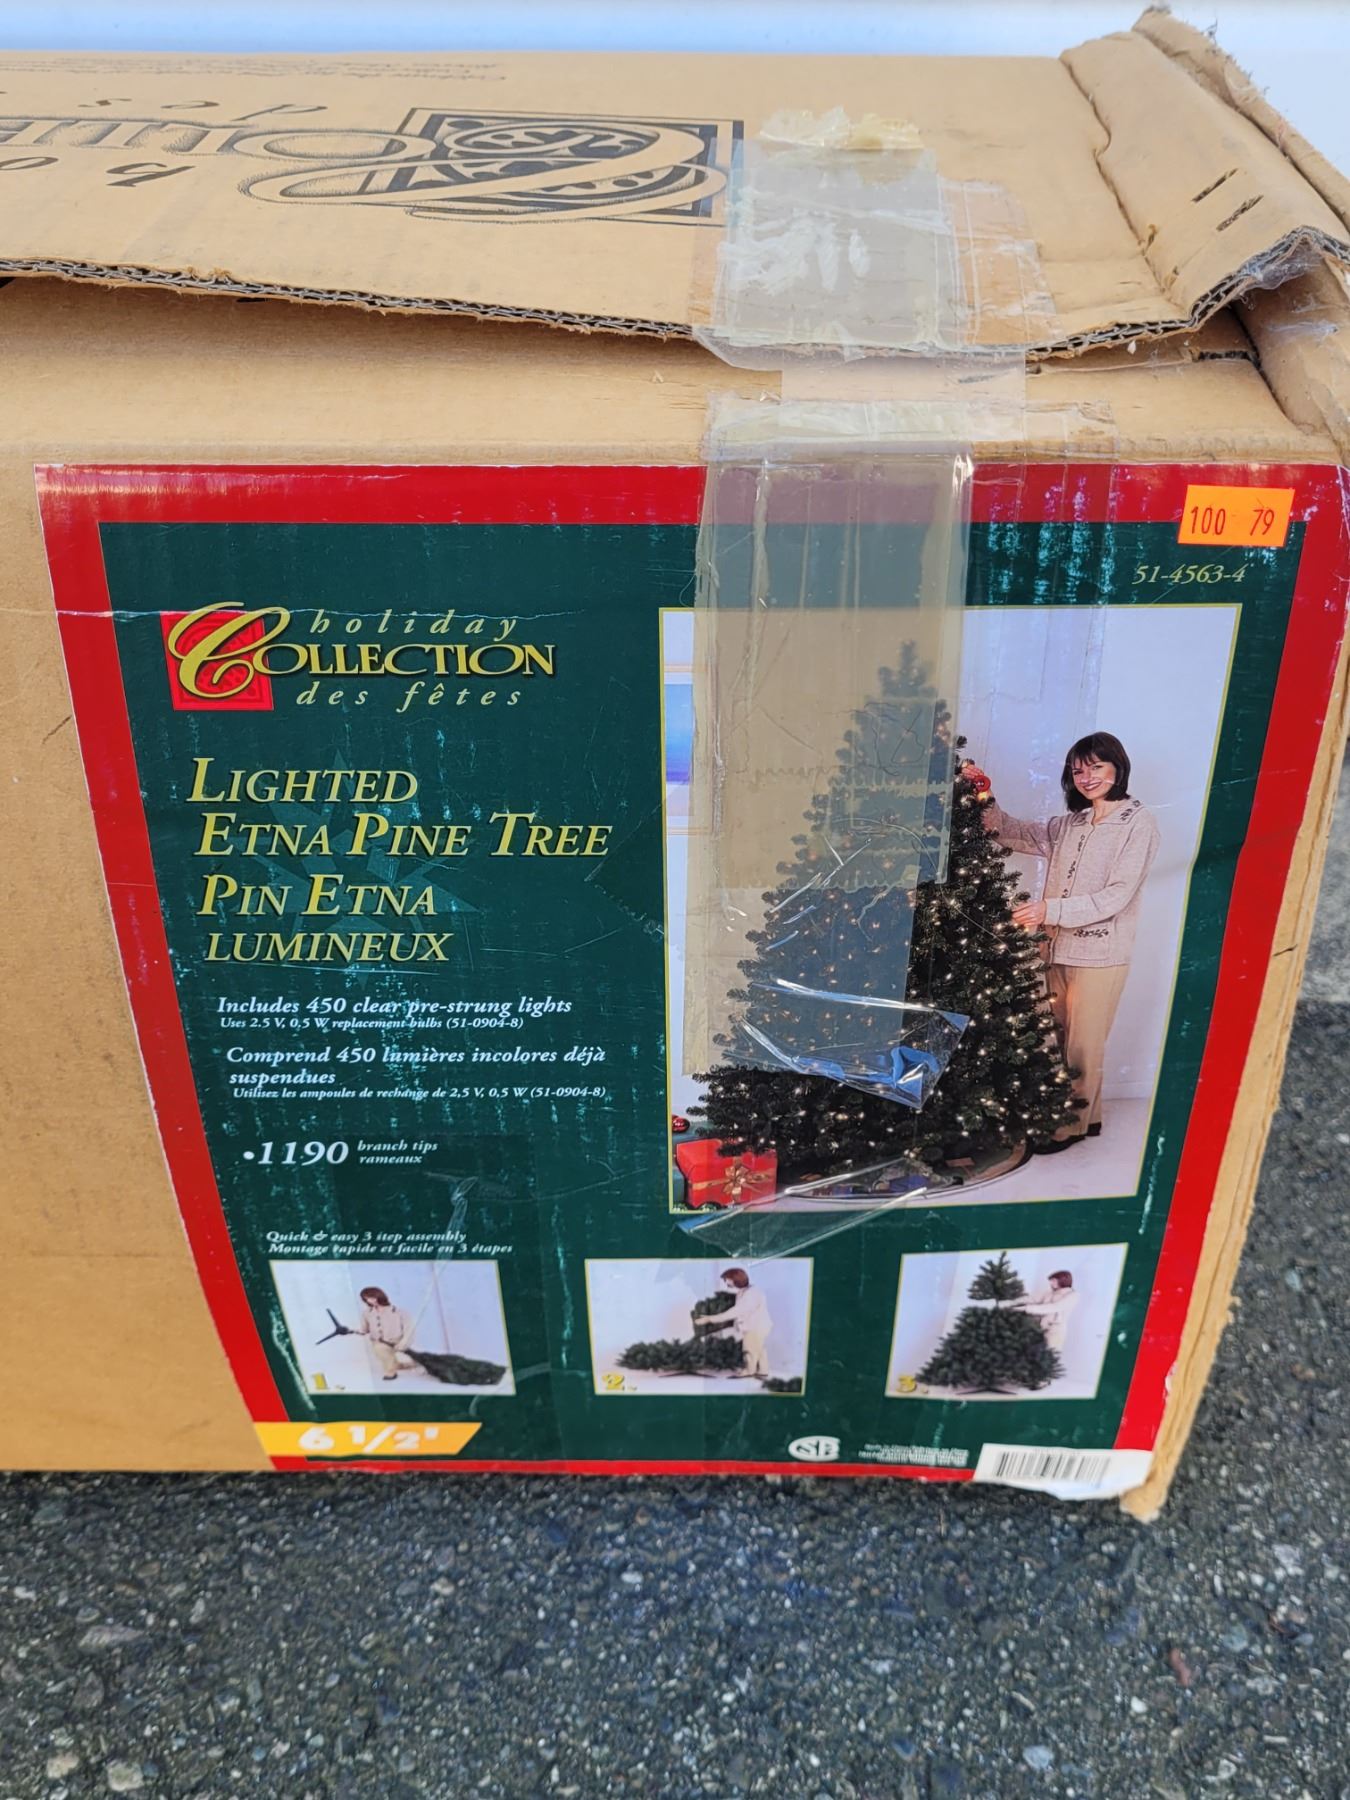 des
holiday
COLLECTION
des fêtes
100 79
51-4563-4
LIGHTED
ETNA PINE TREE
PIN ETNA
LUMINEUX
Includes 450 clear pre-strung lights
Uses 2.5 V, 0,5 W replacement bulbs (51-0904-8)
Comprend 450 lumières incolores déjà
suspendues
Utilisez les ampoules de rechange de 2,5 V, 0,5 W (51-0904-8)
•1190 branch tips
rameaux
Quick & easy 3 step assembly
Montage rapide et facile en 3 étapes
1.
2.
3.
6 1/2'